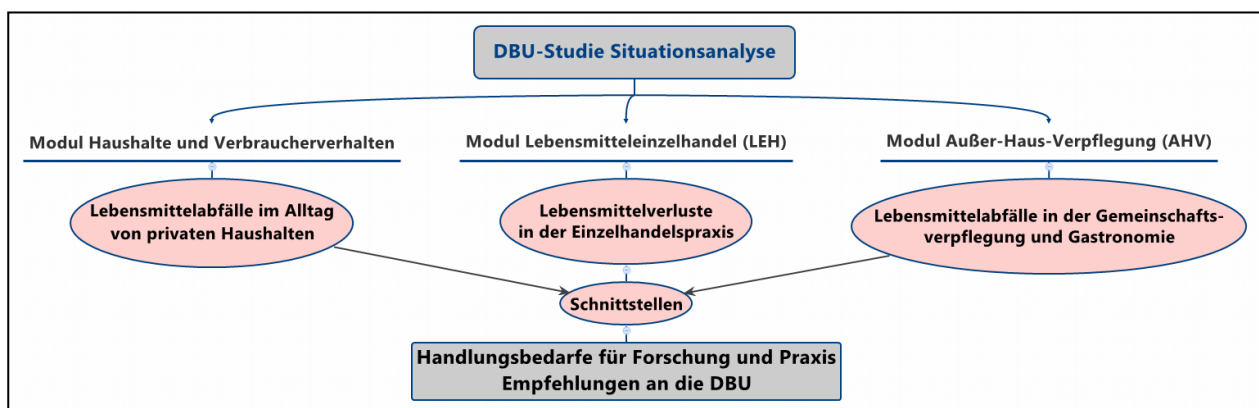 DBU-Studie Situationsanalyse
Modul Haushalte und Verbraucherverhalten
Modul Lebensmitteleinzelhandel (LEH)
Modul Außer-Haus-Verpflegung (AHV)
Lebensmittelabfälle im Alltag
von privaten Haushalten
Lebensmittelverluste
in der Einzelhandelspraxis
Lebensmittelabfälle in der Gemeinschafts-
verpflegung und Gastronomie
Schnittstellen
Handlungsbedarfe für Forschung und Praxis
Empfehlungen an die DBU